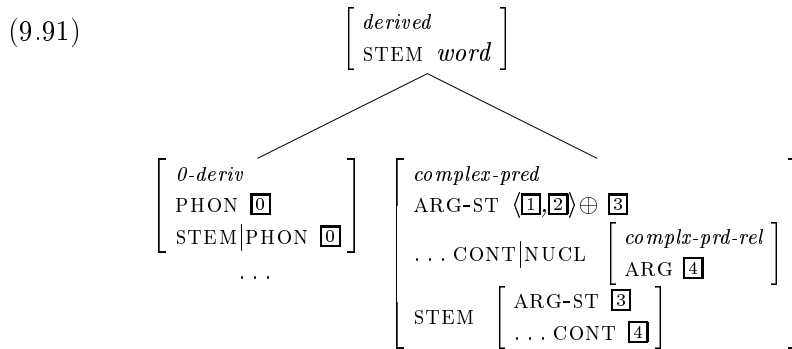 (9.91)
derived
STEM word
0-deriv
PHON 0
STEM|PHON 0
. . .
complex-pred
ARG-ST ⟨1,2⟩⊕ 3
. . . CONT|NUCL
complx-prd-rel
ARG 4
STEM
ARG-ST 3
. . . CONT 4